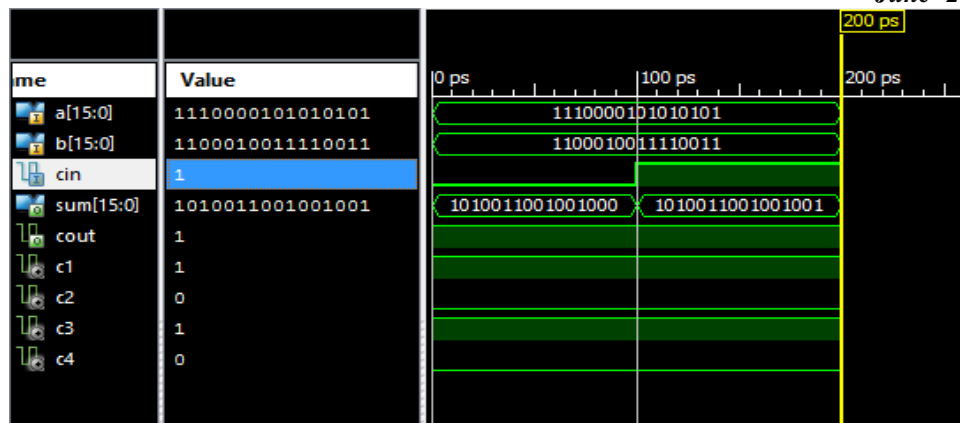 200 ps
me Value 0 ps 100 ps 200 ps
a[15:0] 1110000101010101 1110000101010101
b[15:0] 1100010011110011 1100010011110011
cin 1
sum[15:0] 1010011001001001 1010011001001000 1010011001001001
cout 1
c1 1
c2 0
c3 1
c4 0